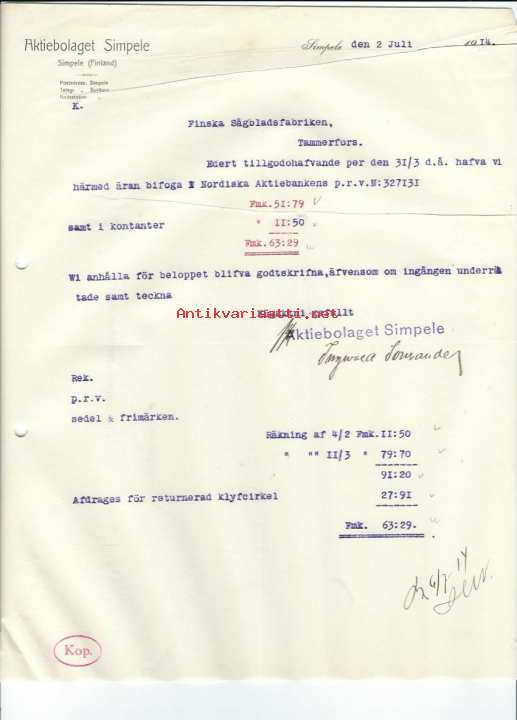 Aktiebolaget Simpele
Simpele (Finland)
Postadress: Simpele
Simpele den 2 Juli 1914.
K.
Finska Sågbladsfabriken,
Tammerfors.
Edert tillgodohafvande per den 31/3 d.å. hafva vi
härmed äran bifoga I Nordiska Aktiebankens p.r.v.N:327131
Fmk.51:79
samt i kontanter " 11:50
Fmk.63:29
Wi anhålla för beloppet blifva godtskrifna,äfvensom om ingången underrä
tade samt teckna
Antikvariaatti.net
Aktiebolaget Simpele
Rek.
p.r.v.
sedel & frimärken.
Räkning af 4/2 Fmk.11:50
" "" 11/3 " 79:70
91:20
Afdrages för returnerad klyfcirkel 27:91
Fmk. 63:29.
Kop.